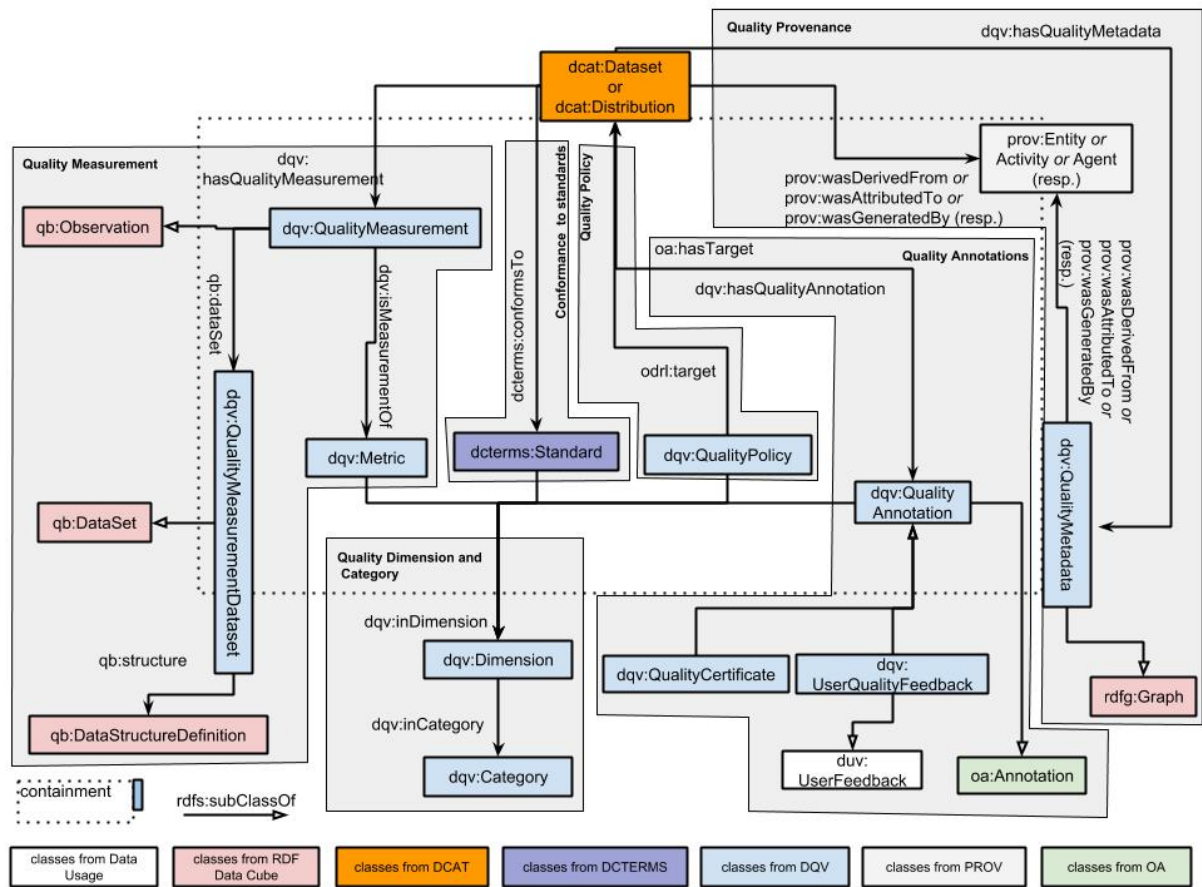 Quality Provenance
dqv:hasQualityMetadata
dcat:Dataset
or
dcat:Distribution
prov:Entity or
Activity or Agent
(resp.)
Quality Measurement
dqv:
hasQualityMeasurement
Conformance to standards
Quality Policy
prov:wasDerivedFrom or
prov:wasAttributedTo or
prov:wasGeneratedBy (resp.)
qb:Observation
dqv:QualityMeasurement
oa:hasTarget
Quality Annotations
dqv:hasQualityAnnotation
prov:wasDerivedFrom or
prov:wasAttributedTo or
prov:wasGeneratedBy
(resp.)
qb:dataSet
dqv:isMeasurementOf
dcterms:conformsTo
odrl:target
dqv:QualityMeasurementDataset
dqv:Metric
dcterms:Standard
dqv:QualityPolicy
dqv:Quality
Annotation
dqv:QualityMetadata
qb:DataSet
Quality Dimension and
Category
dqv:inDimension
qb:structure
dqv:Dimension
dqv:QualityCertificate
dqv:
UserQualityFeedback
rdfg:Graph
dqv:inCategory
qb:DataStructureDefinition
dqv:Category
duv:
UserFeedback
oa:Annotation
containment
rdfs:subClassOf
classes from Data
Usage
classes from RDF
Data Cube
classes from DCAT
classes from DCTERMS
classes from DQV
classes from PROV
classes from OA